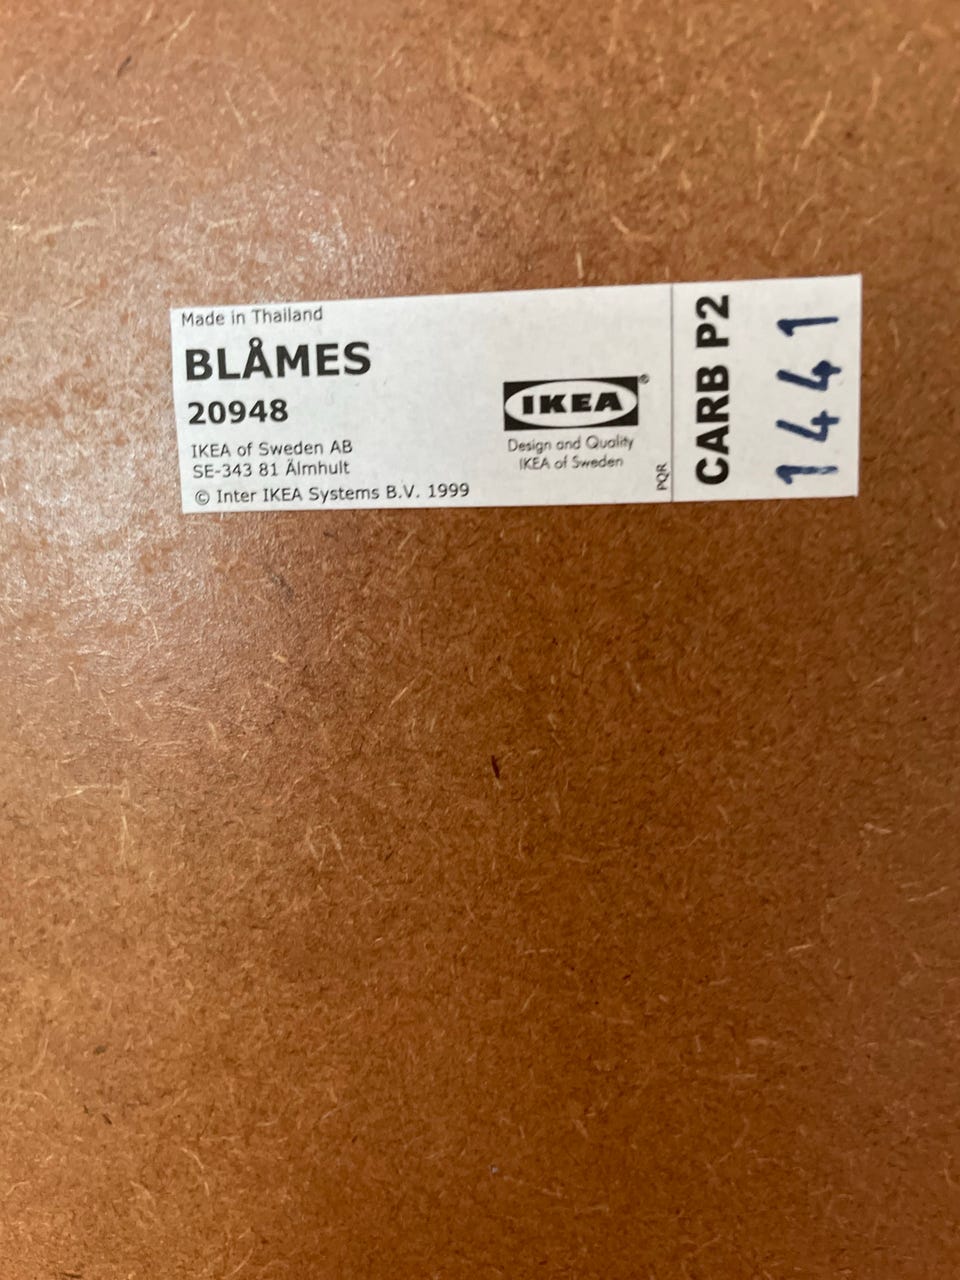 Made in Thailand
BLÅMES
20948
IKEA of Sweden AB
SE-343 81 Älmhult
© Inter IKEA Systems B.V. 1999
IKEA®
Design and Quality
IKEA of Sweden
PQR
CARB P2
1441